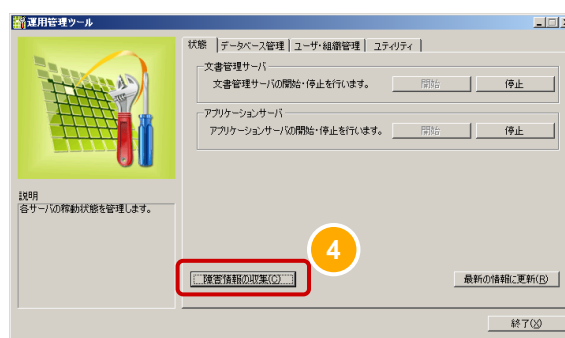 運用管理ツール
状態 データベース管理 ユーザ・組織管理 ユティリティ
文書管理サーバ
文書管理サーバの開始・停止を行います。 開始 停止
アプリケーションサーバ
アプリケーションサーバの開始・停止を行います。 開始 停止
説明
各サーバの稼動状態を管理します。
4
障害情報の収集(C) 最新の情報に更新(R)
終了(X)